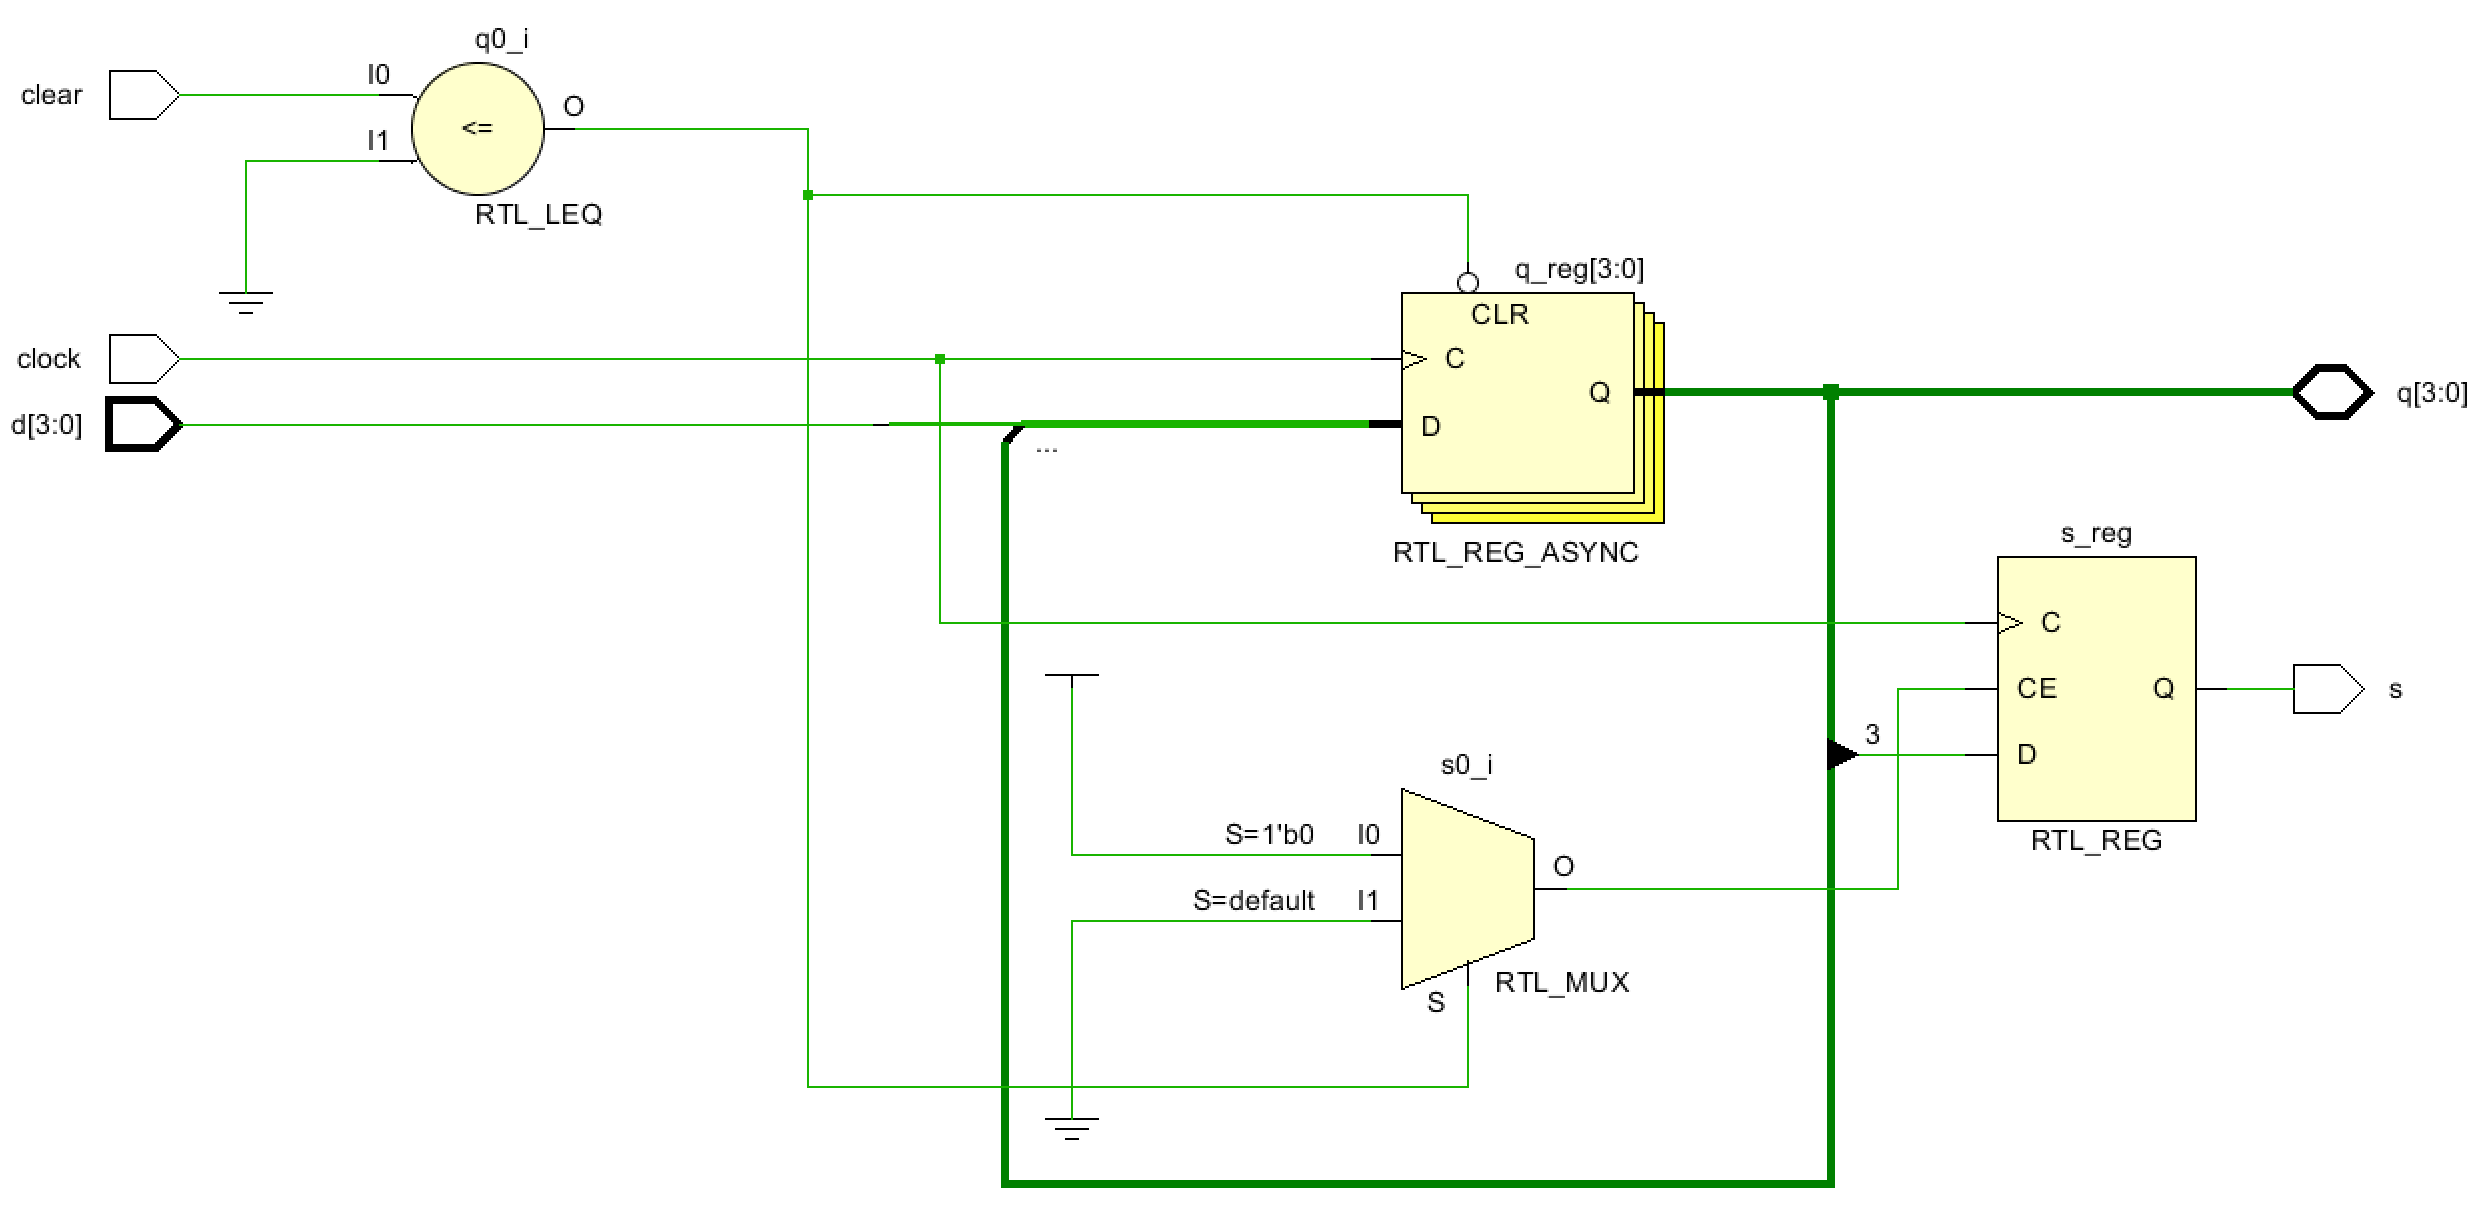 q0_i
I0
clear
O
<=
I1
RTL_LEQ
q_reg[3:0]
CLR
clock
C
Q
q[3:0]
d[3:0]
D
...
RTL_REG_ASYNC
s_reg
C
CE
Q
s
3
D
s0_i
RTL_REG
S=1'b0
I0
O
S=default
I1
RTL_MUX
S